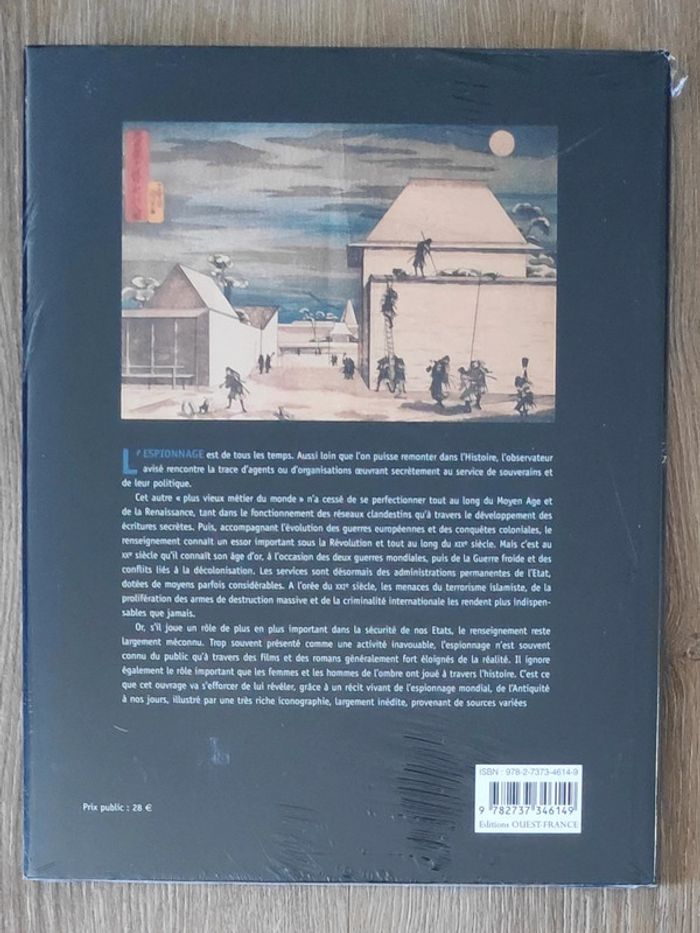 L'ESPIONNAGE est de tous les temps. Aussi loin que l'on puisse remonter dans l'Histoire, l'observateur
avisé rencontre la trace d'agents ou d'organisations œuvrant secrètement au service de souverains et
de leur politique.
Cet autre « plus vieux métier du monde » n'a cessé de se perfectionner tout au long du Moyen Age et
de la Renaissance, tant dans le fonctionnement des réseaux clandestins qu'à travers le développement des
écritures secrètes. Puis, accompagnant l'évolution des guerres européennes et des conquêtes coloniales, le
renseignement connaît un essor important sous la Révolution et tout au long du XIXe siècle. Mais c'est au
XXe siècle qu'il connaît son âge d'or, à l'occasion des deux guerres mondiales, puis de la Guerre froide et des
conflits liés à la décolonisation. Les services sont désormais des administrations permanentes de l'Etat,
dotées de moyens parfois considérables. A l'orée du XXIe siècle, les menaces du terrorisme islamiste, de la
prolifération des armes de destruction massive et de la criminalité internationale les rendent plus indispen-
sables que jamais.
Or, s'il joue un rôle de plus en plus important dans la sécurité de nos Etats, le renseignement reste
largement méconnu. Trop souvent présenté comme une activité inavouable, l'espionnage n'est souvent
connu du public qu'à travers des films et des romans généralement fort éloignés de la réalité. Il ignore
également le rôle important que les femmes et les hommes de l'ombre ont joué à travers l'histoire. C'est ce
que cet ouvrage va s'efforcer de lui révéler, grâce à un récit vivant de l'espionnage mondial, de l'Antiquité
à nos jours, illustré par une très riche iconographie, largement inédite, provenant de sources variées
ISBN : 978-2-7373-4614-9
9 782737 346149
Editions OUEST-FRANCE
Prix public : 28 €